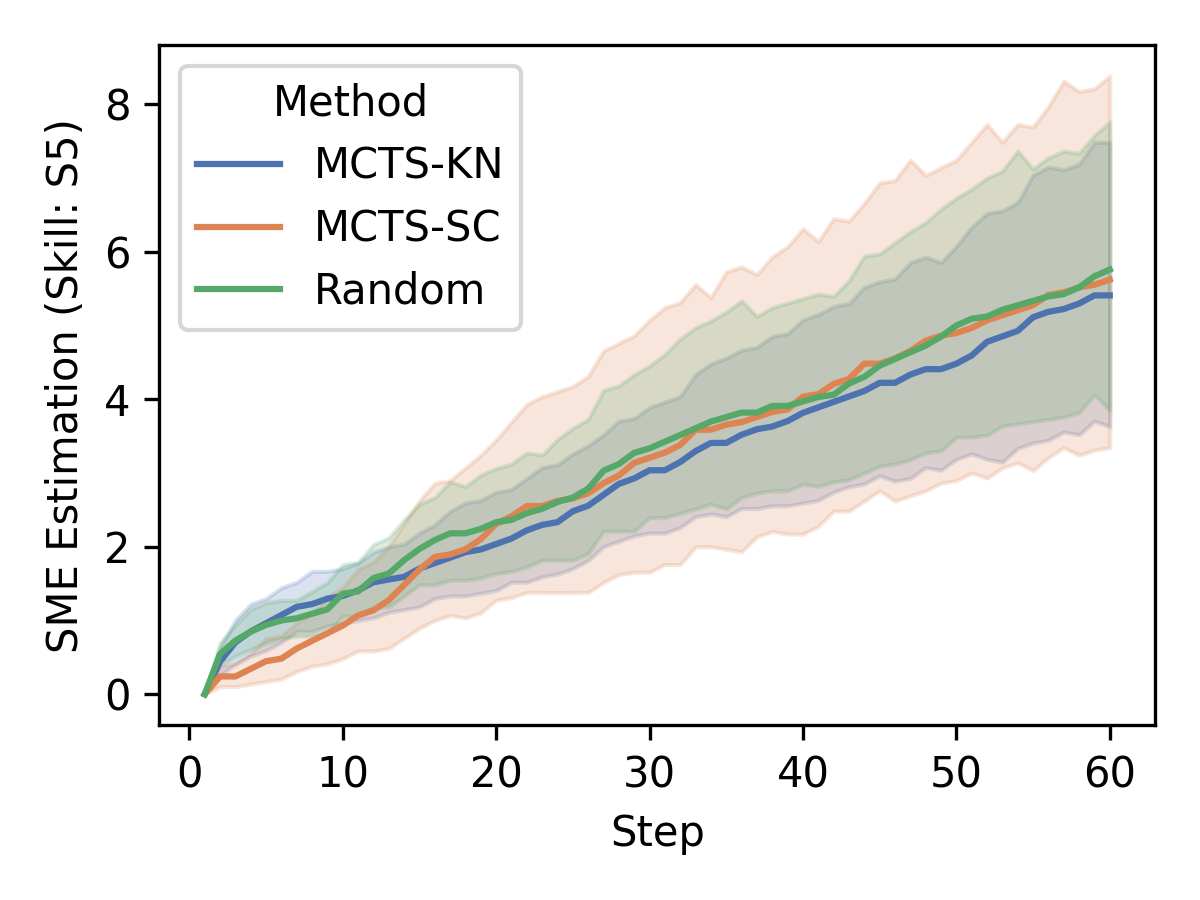 SME Estimation (Skill: S5)
8
6
4
2
0
Method
MCTS-KN
MCTS-SC
Random
0 10 20 30 40 50 60
Step